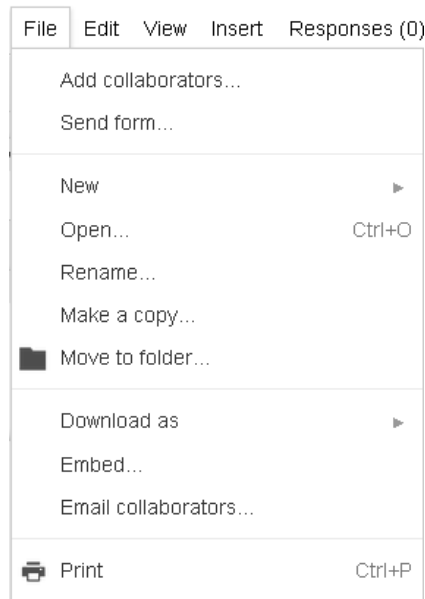 File Edit View Insert Responses (0)
Add collaborators...
Send form...
New
Open... Ctrl+O
Rename...
Make a copy...
Move to folder...
Download as
Embed...
Email collaborators...
Print Ctrl+P